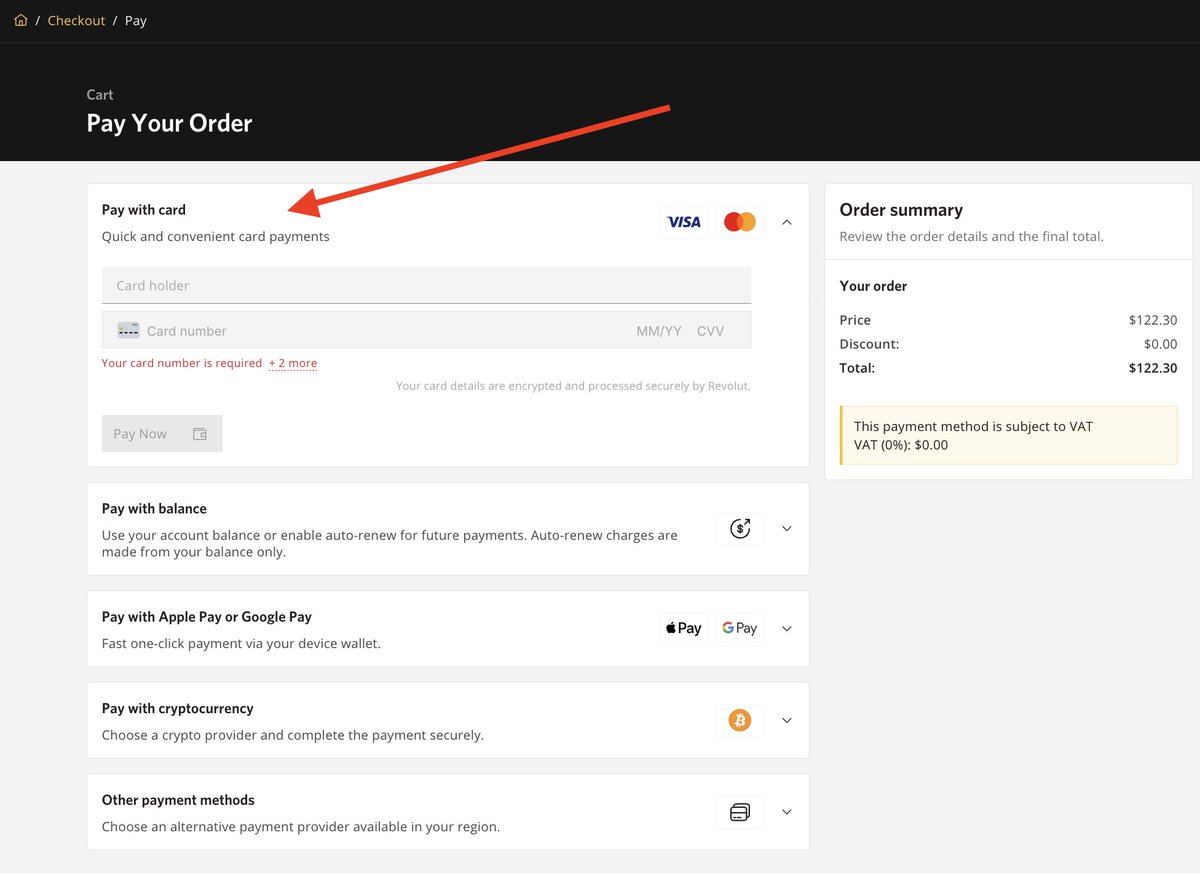 / Checkout / Pay
Cart
Pay Your Order
Pay with card
Quick and convenient card payments
VISA
Card holder
Card number MM/YY CVV
Your card number is required + 2 more
Your card details are encrypted and processed securely by Revolut.
Pay Now
Pay with balance
Use your account balance or enable auto-renew for future payments. Auto-renew charges are
made from your balance only.
Pay with Apple Pay or Google Pay
Fast one-click payment via your device wallet.
Pay G Pay
Pay with cryptocurrency
Choose a crypto provider and complete the payment securely.
Other payment methods
Choose an alternative payment provider available in your region.
Order summary
Review the order details and the final total.
Your order
Price $122.30
Discount: $0.00
Total: $122.30
This payment method is subject to VAT
VAT (0%): $0.00